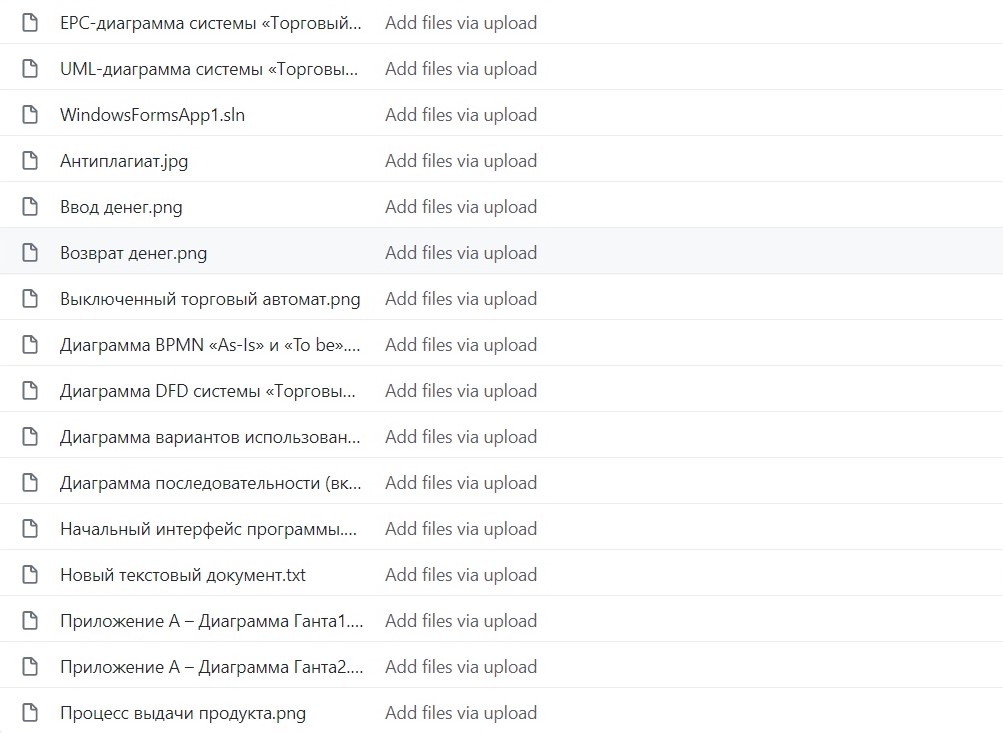 EPC-диаграмма системы «Торговый... Add files via upload
UML-диаграмма системы «Торговы... Add files via upload
WindowsFormsApp1.sln Add files via upload
Антиплагиат.jpg Add files via upload
Ввод денег.png Add files via upload
Возврат денег.png Add files via upload
Выключенный торговый автомат.png Add files via upload
Диаграмма BPMN «As-Is» и «To be».... Add files via upload
Диаграмма DFD системы «Торговы... Add files via upload
Диаграмма вариантов использован... Add files via upload
Диаграмма последовательности (вк... Add files via upload
Начальный интерфейс программы.... Add files via upload
Новый текстовый документ.txt Add files via upload
Приложение А – Диаграмма Ганта1.... Add files via upload
Приложение А – Диаграмма Ганта2.... Add files via upload
Процесс выдачи продукта.png Add files via upload